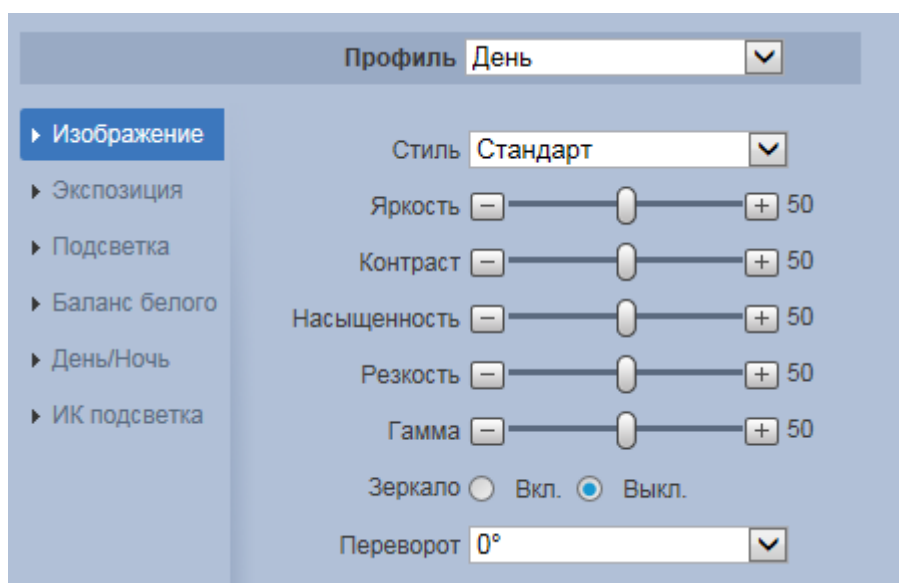 Профиль День
Изображение
Экспозиция
Подсветка
Баланс белого
День/Ночь
ИК подсветка
Стиль Стандарт
Яркость 50
Контраст 50
Насыщенность 50
Резкость 50
Гамма 50
Зеркало Вкл. Выкл.
Переворот 0°